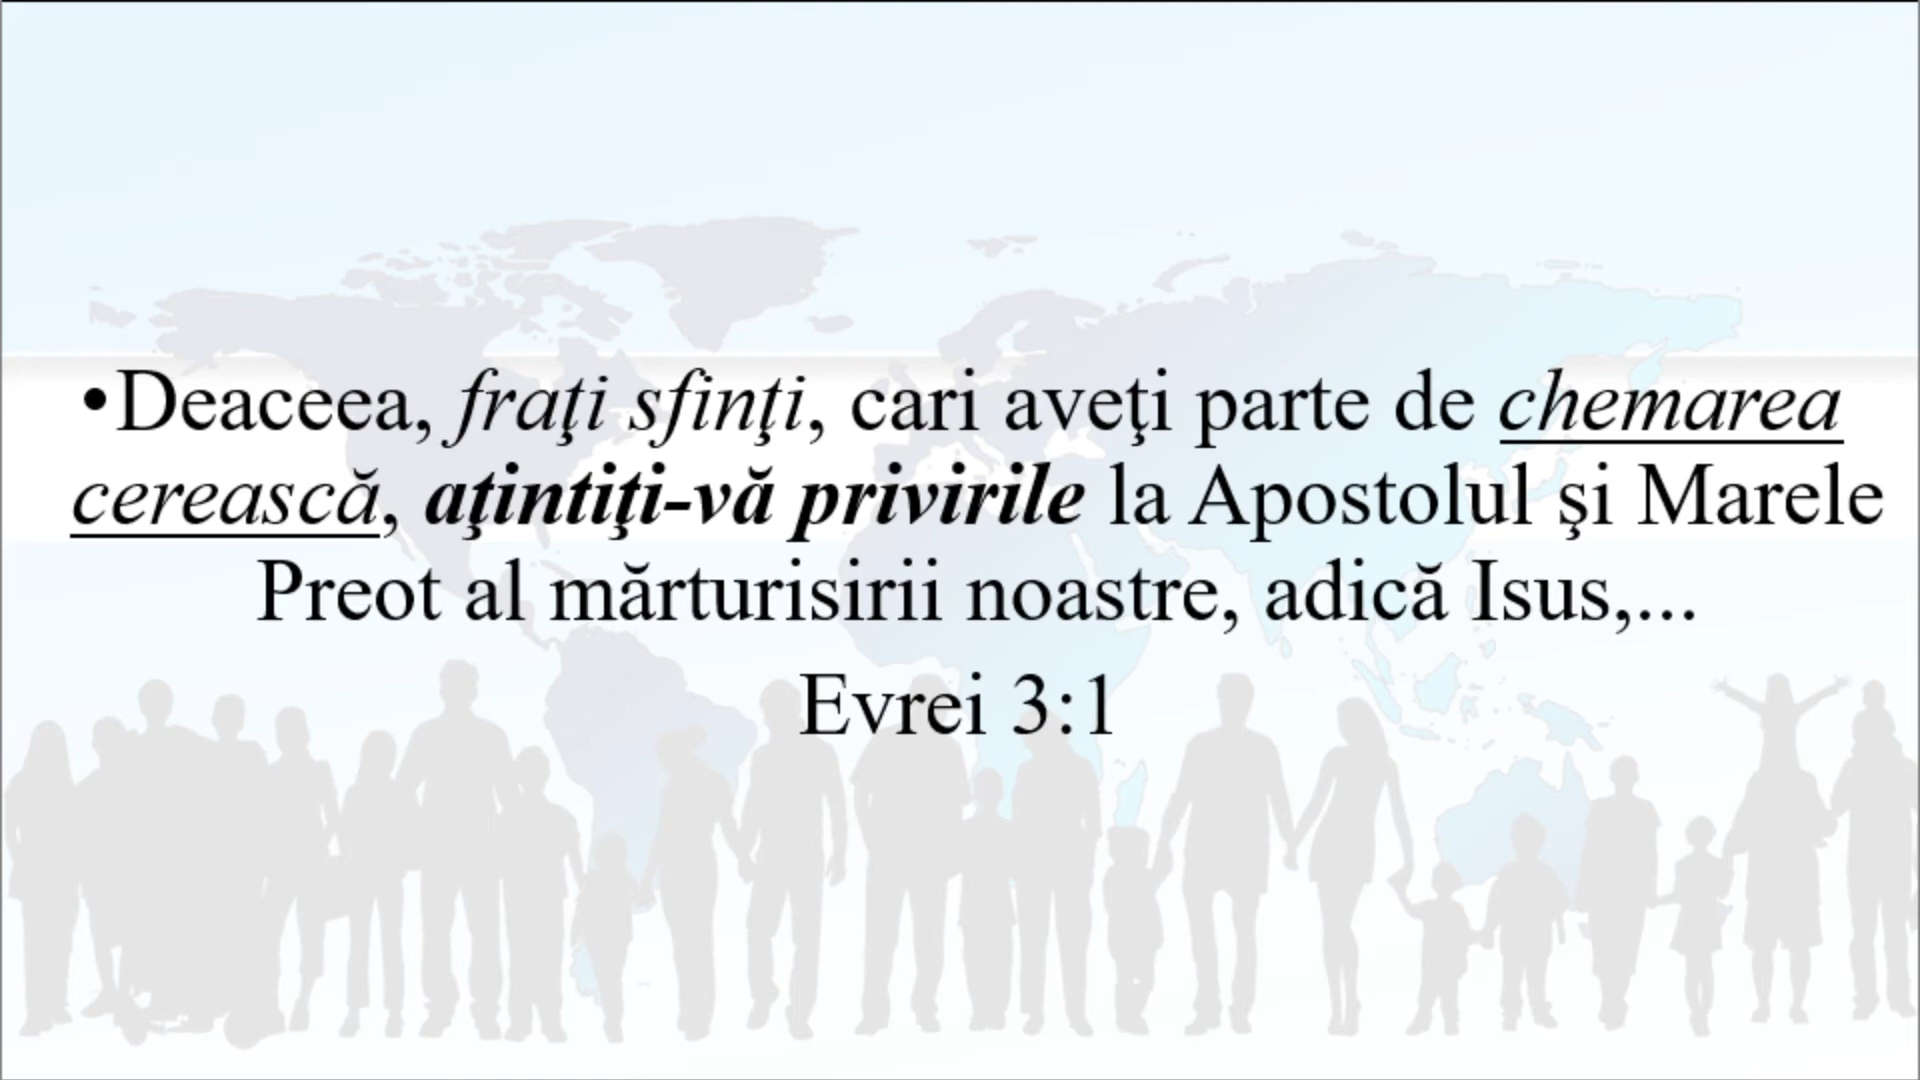 •Deaceea, fraţi sfinţi, cari aveţi parte de chemarea
cerească, aţintiţi-vă privirile la Apostolul şi Marele
Preot al mărturisirii noastre, adică Isus,...
Evrei 3:1